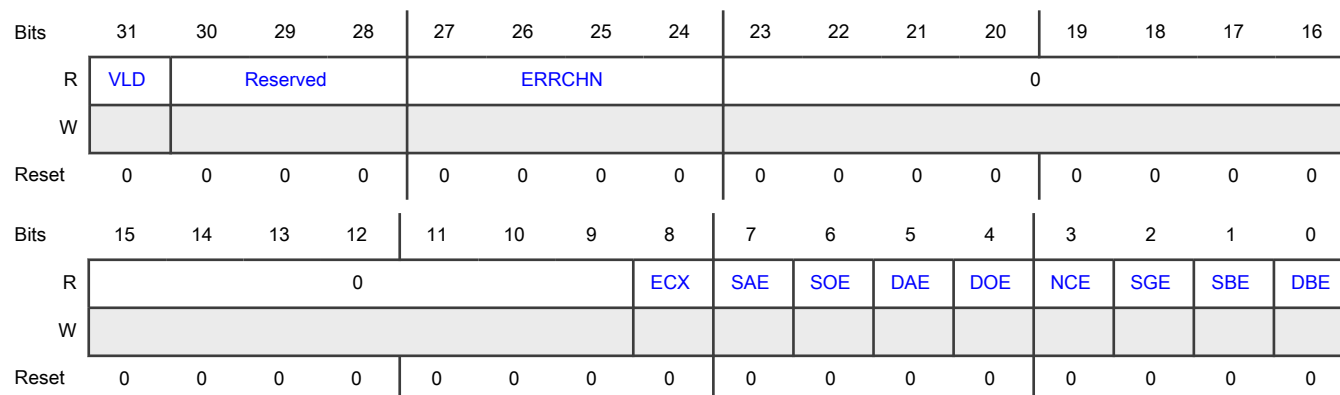 Bits 31 30 29 28 27 26 25 24 23 22 21 20 19 18 17 16
R VLD Reserved ERRCHN 0
W
Reset 0 0 0 0 0 0 0 0 0 0 0 0 0 0 0 0
Bits 15 14 13 12 11 10 9 8 7 6 5 4 3 2 1 0
R 0 ECX SAE SOE DAE DOE NCE SGE SBE DBE
W
Reset 0 0 0 0 0 0 0 0 0 0 0 0 0 0 0 0